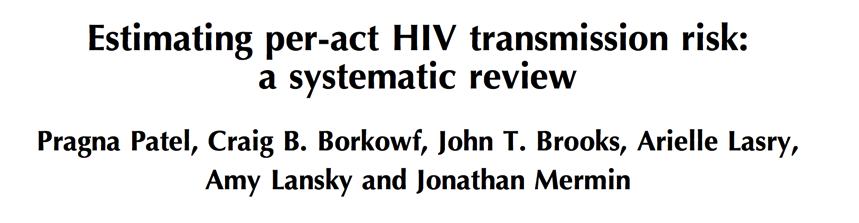 Estimating per-act HIV transmission risk:
a systematic review
Pragna Patel, Craig B. Borkowf, John T. Brooks, Arielle Lasry,
Amy Lansky and Jonathan Mermin